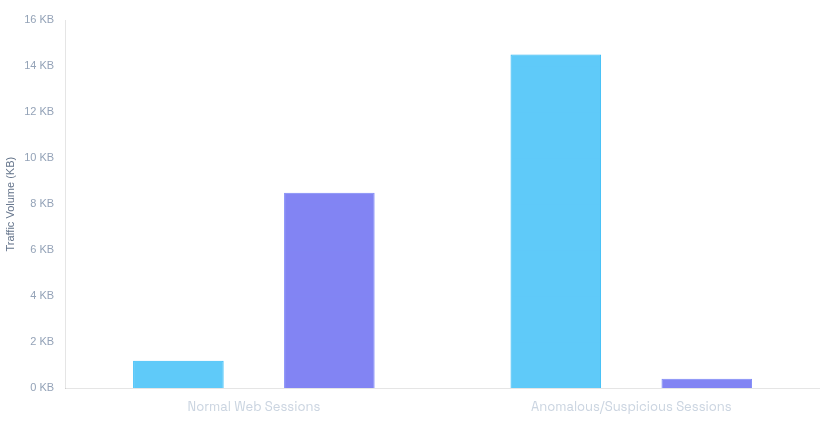 16 KB
14 KB
12 KB
10 KB
8 KB
6 KB
4 KB
2 KB
0 KB
Traffic Volume (KB)
Normal Web Sessions
Anomalous/Suspicious Sessions